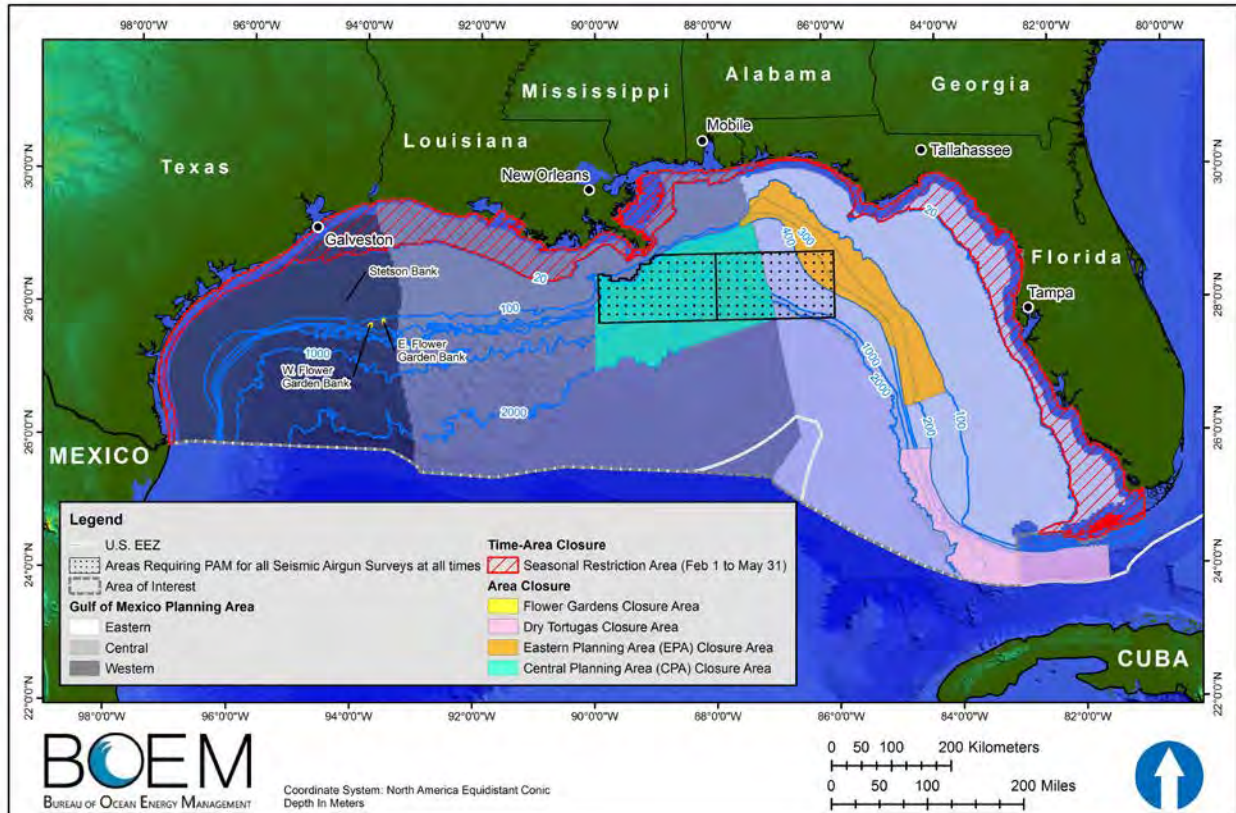 98°0'0"W
96°0'0"W
94°0'0"W
92°0'0"W
90°0'0"W
88°0'0"W
86°0'0"W
84°0'0"W
82°0'0"W
80°0'0"W
Alabama
Georgia
Mississippi
Mobile
Louisiana
Tallahassee
Texas
30°0'0"N
30°0'0"N
New Orleans
20
Galveston
400
300
Florida
Stetson Bank
20
28°0'0"N
28°0'0"N
Tampa
100
E. Flower
Garden Bank
1000
W. Flower
Garden Bank
1000
2000
2000
200
100
26°0'0"N
26°0'0"N
MEXICO
24°0'0"N
24°0'0"N
Legend
U.S. EEZ
Areas Requiring PAM for all Seismic Airgun Surveys at all times
Area of Interest
Gulf of Mexico Planning Area
Eastern
Central
Western
Time-Area Closure
Seasonal Restriction Area (Feb 1 to May 31)
Area Closure
Flower Gardens Closure Area
Dry Tortugas Closure Area
Eastern Planning Area (EPA) Closure Area
Central Planning Area (CPA) Closure Area
CUBA
22°0'0"N
22°0'0"N
98°0'0"W
96°0'0"W
94°0'0"W
92°0'0"W
90°0'0"W
88°0'0"W
86°0'0"W
84°0'0"W
82°0'0"W
BOEM
BUREAU OF OCEAN ENERGY MANAGEMENT
Coordinate System: North America Equidistant Conic
Depth In Meters
0 50 100 200 Kilometers
0 50 100 200 Miles